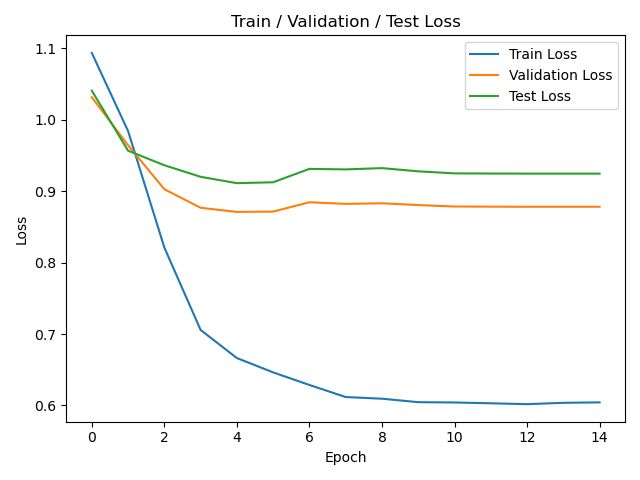 Train / Validation / Test Loss
1.1
1.0
0.9
0.8
0.7
0.6
Loss
Train Loss
Validation Loss
Test Loss
0 2 4 6 8 10 12 14
Epoch